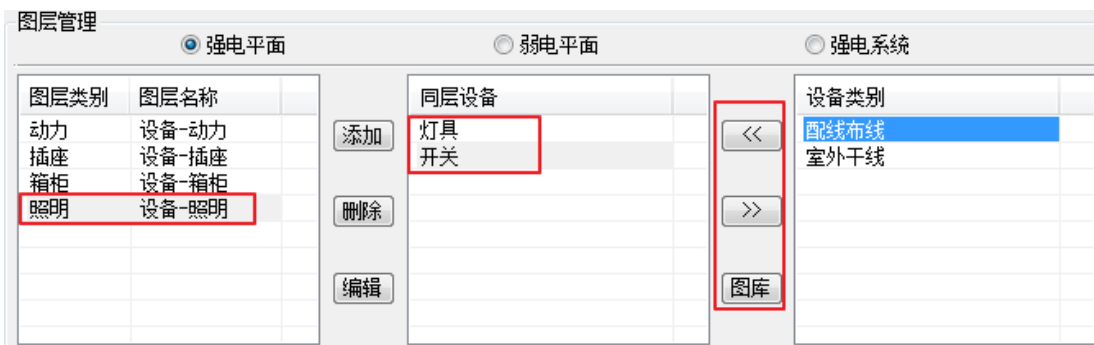 图层管理
强电平面 弱电平面 强电系统
图层类别 图层名称 同层设备 设备类别
动力 设备-动力 添加 灯具 << 配线布线
插座 设备-插座 开关 室外干线
箱柜 设备-箱柜
照明 设备-照明 删除 >>
编辑 图库